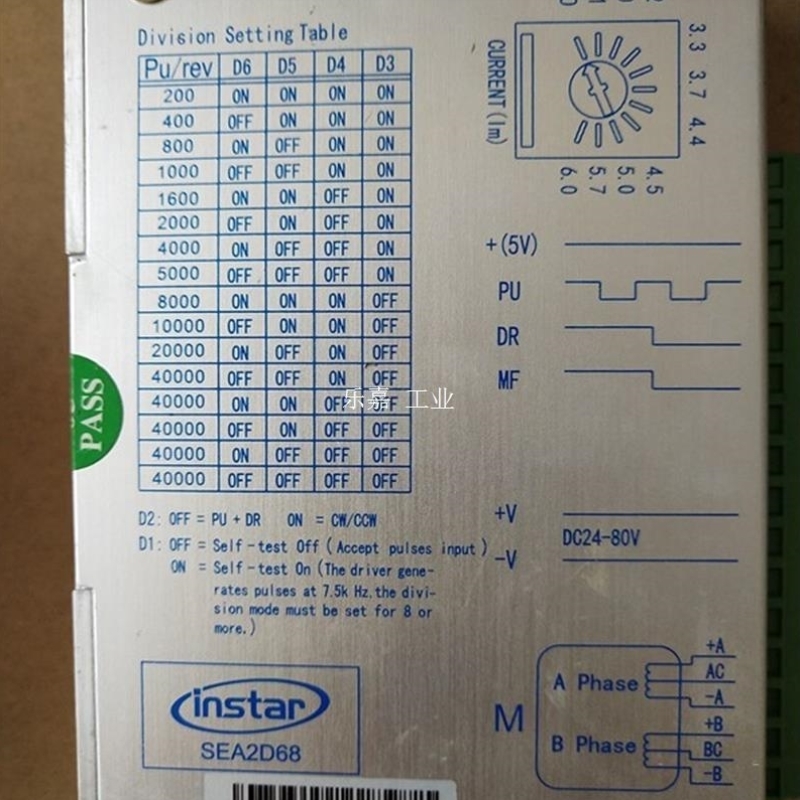 Division Setting Table
Pu/rev D6 D5 D4 D3
200 ON ON ON ON
400 OFF ON ON ON
800 ON OFF ON ON
1000 OFF OFF ON ON
1600 ON ON OFF ON
2000 OFF ON OFF ON
4000 ON OFF OFF ON
5000 OFF OFF OFF ON
8000 ON ON ON OFF
10000 OFF ON ON OFF
20000 ON OFF ON OFF
40000 OFF OFF ON OFF
40000 ON ON OFF OFF
40000 OFF ON OFF OFF
40000 ON OFF OFF OFF
40000 OFF OFF OFF OFF
D2: OFF = PU + DR ON = CW/CCW
D1: OFF = Self-test Off (Accept pulses input)
ON = Self-test On (The driver gene-
rates pulses at 7.5k Hz.the divi-
sion mode must be set for 8 or
more.)
instar
SEA2D68
PASS
CURRENT(Im)
3.3
3.7
4.4
4.5
5.0
5.7
6.0
+(5V)
PU
DR
MF
+V
DC24-80V
-V
M
A Phase
B Phase
+A
AC
-A
+B
BC
-B
乐嘉 工业